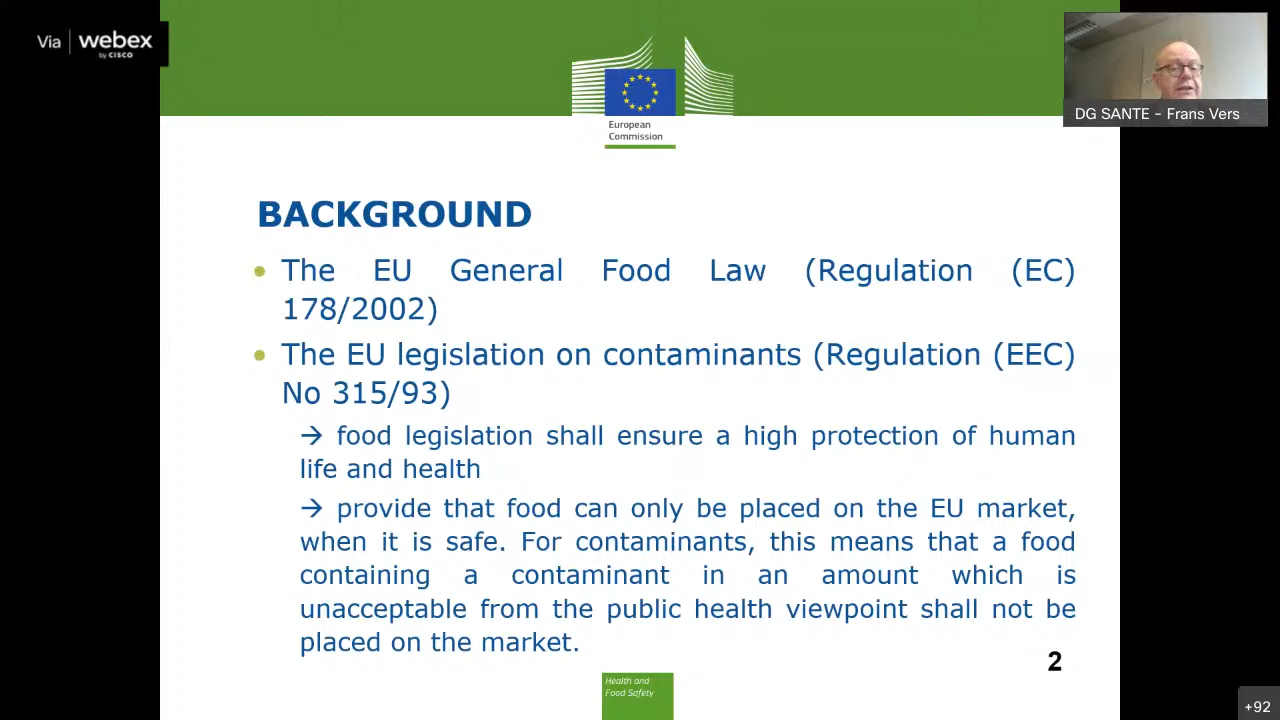 Via webex
by CISCO
DG SANTE - Frans Vers
European
Commission
BACKGROUND
• The EU General Food Law (Regulation (EC)
178/2002)
• The EU legislation on contaminants (Regulation (EEC)
No 315/93)
→ food legislation shall ensure a high protection of human
life and health
→ provide that food can only be placed on the EU market,
when it is safe. For contaminants, this means that a food
containing a contaminant in an amount which is
unacceptable from the public health viewpoint shall not be
placed on the market.
2
Health and
Food Safety
+92